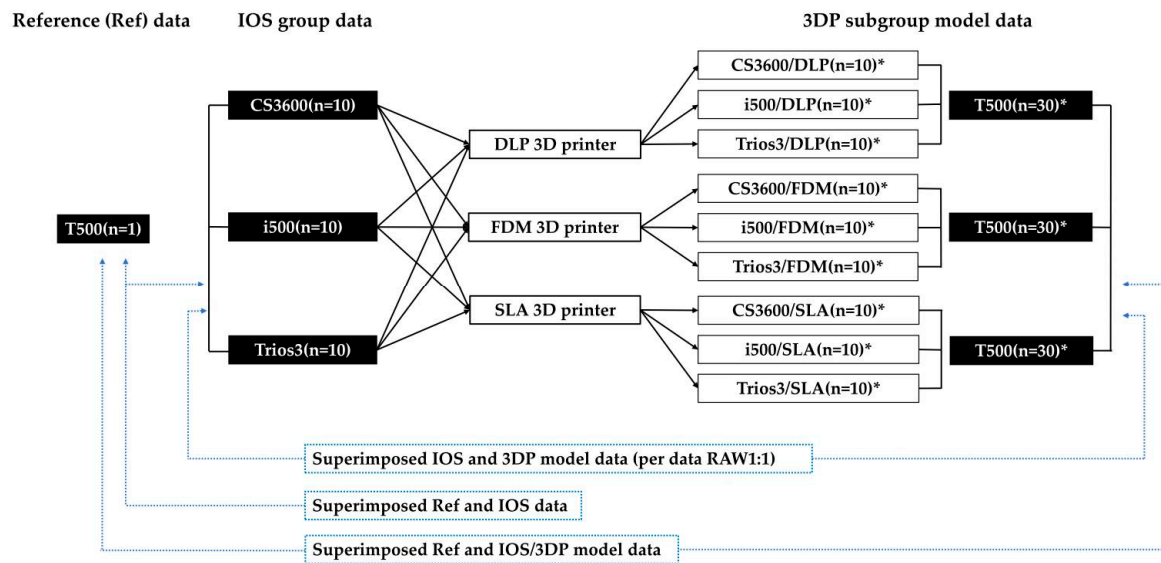 Reference (Ref) data
IOS group data
3DP subgroup model data
T500(n=1)
CS3600(n=10)
i500(n=10)
Trios3(n=10)
DLP 3D printer
FDM 3D printer
SLA 3D printer
CS3600/DLP(n=10)*
i500/DLP(n=10)*
Trios3/DLP(n=10)*
CS3600/FDM(n=10)*
i500/FDM(n=10)*
Trios3/FDM(n=10)*
CS3600/SLA(n=10)*
i500/SLA(n=10)*
Trios3/SLA(n=10)*
T500(n=30)*
T500(n=30)*
T500(n=30)*
Superimposed IOS and 3DP model data (per data RAW1:1)
Superimposed Ref and IOS data
Superimposed Ref and IOS/3DP model data